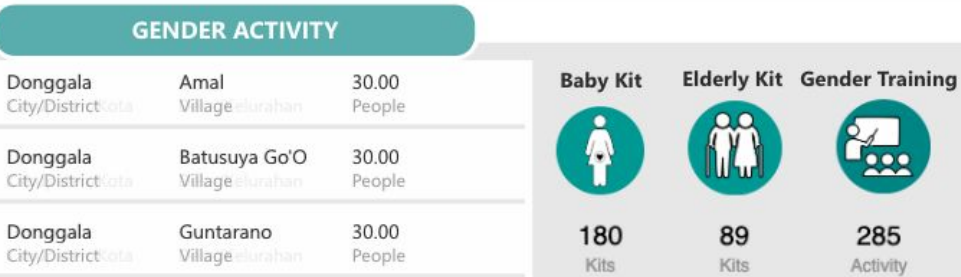 GENDER ACTIVITY
Donggala Amal 30.00
City/District Village People
Donggala Batusuya Go'O 30.00
City/District Village People
Donggala Guntarano 30.00
City/District Village People
Baby Kit Elderly Kit Gender Training
180 89 285
Kits Kits Activity